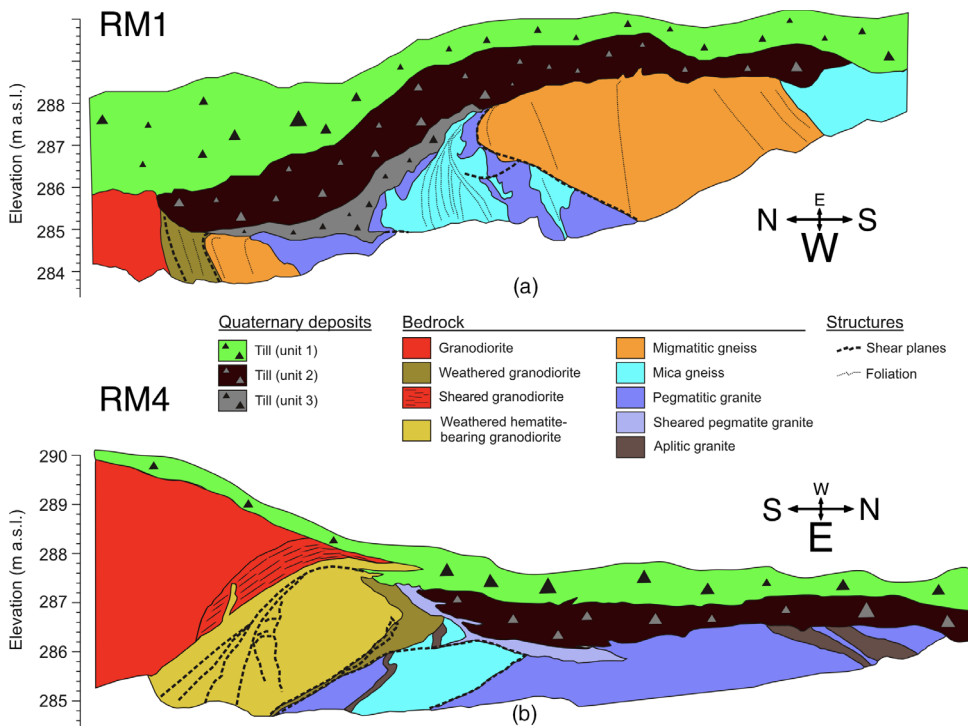 RM1
Elevation (m a.s.l.)
288
287
286
285
284
E
N S
W
(a)
Quaternary deposits
Till (unit 1)
Till (unit 2)
Till (unit 3)
Bedrock
Granodiorite
Weathered granodiorite
Sheared granodiorite
Weathered hematite-
bearing granodiorite
Migmatitic gneiss
Mica gneiss
Pegmatitic granite
Sheared pegmatite granite
Aplitic granite
Structures
Shear planes
Foliation
RM4
Elevation (m a.s.l.)
290
289
288
287
286
285
W
S N
E
(b)